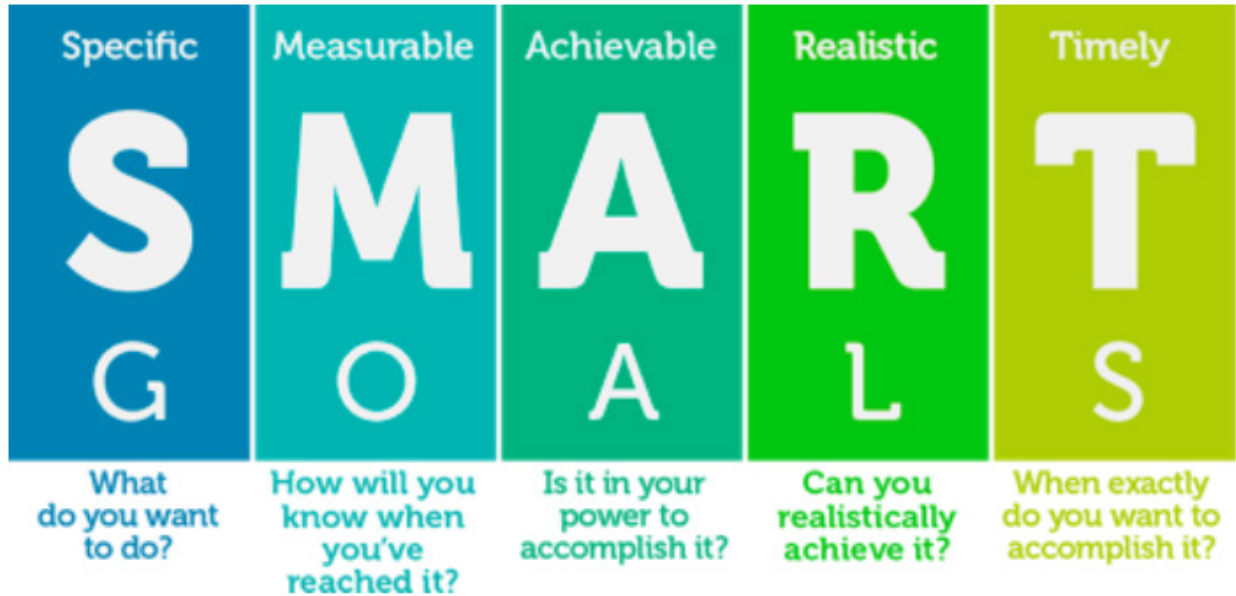 Specific
Measurable
Achievable
Realistic
Timely
S
M
A
R
T
G
O
A
L
S
What
do you want
to do?
How will you
know when
you've
reached it?
Is it in your
power to
accomplish it?
Can you
realistically
achieve it?
When exactly
do you want to
accomplish it?